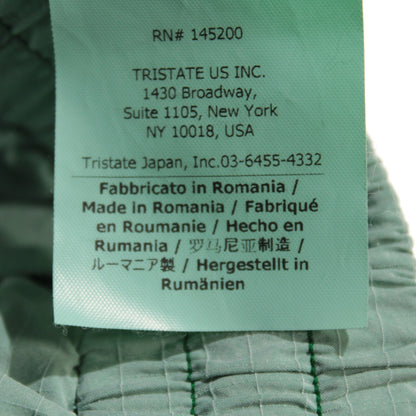 RN# 145200
TRISTATE US INC.
1430 Broadway,
Suite 1105, New York
NY 10018, USA
Tristate Japan, Inc.03-6455-4332
Fabbricato in Romania /
Made in Romania / Fabriqué
en Roumanie / Hecho en
Rumania / 罗马尼亚制造 /
ルーマニア製 / Hergestellt in
Rumänien